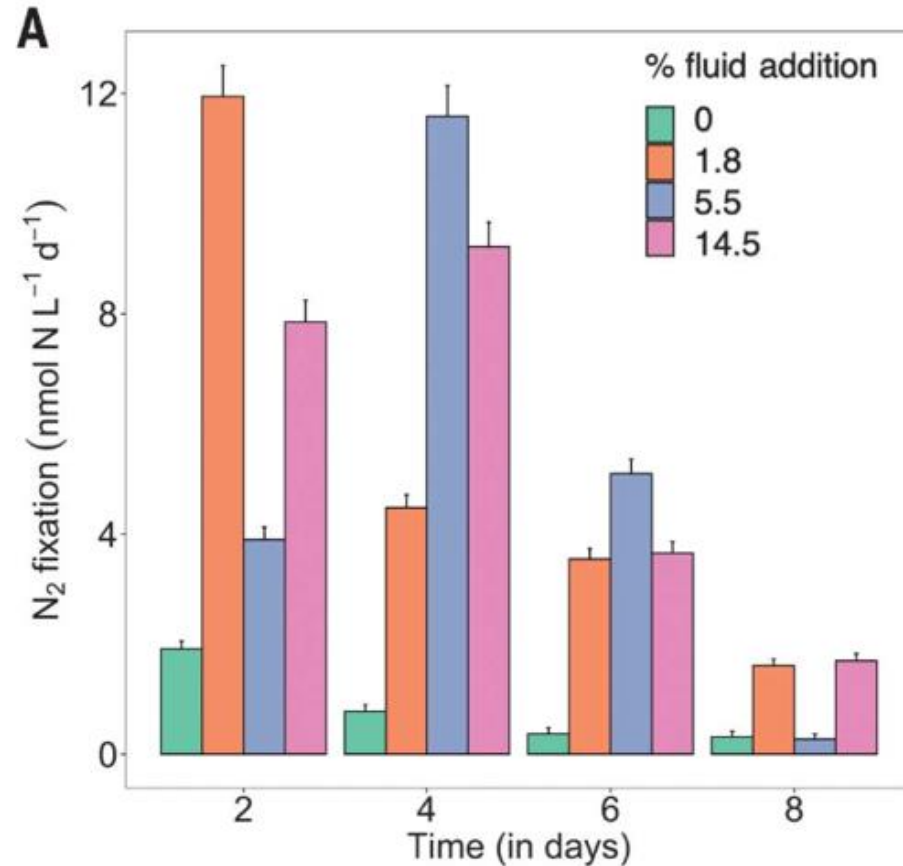 A
% fluid addition
0
1.8
5.5
14.5
N₂ fixation (nmol N L⁻¹ d⁻¹)
12
8
4
0
2 4 6 8
Time (in days)